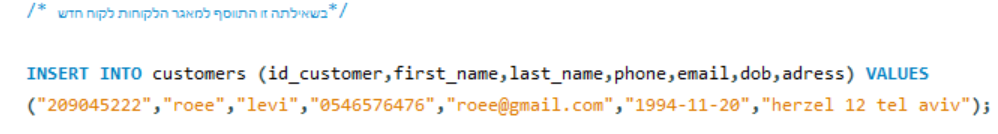 /* בשאילתה זו התווסף למאגר הלקוחות לקוח חדש*/
INSERT INTO customers (id_customer,first_name,last_name,phone,email,dob,adress) VALUES
("209045222","roee","levi","0546576476","roee@gmail.com","1994-11-20","herzel 12 tel aviv");